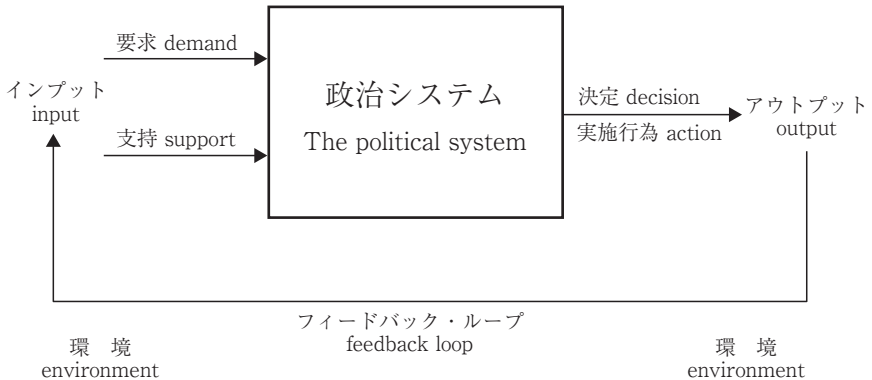 要求 demand
インプット
input
支持 support
政治システム
The political system
決定 decision
実施行為 action
アウトプット
output
フィードバック・ループ
feedback loop
環　境
environment
環　境
environment